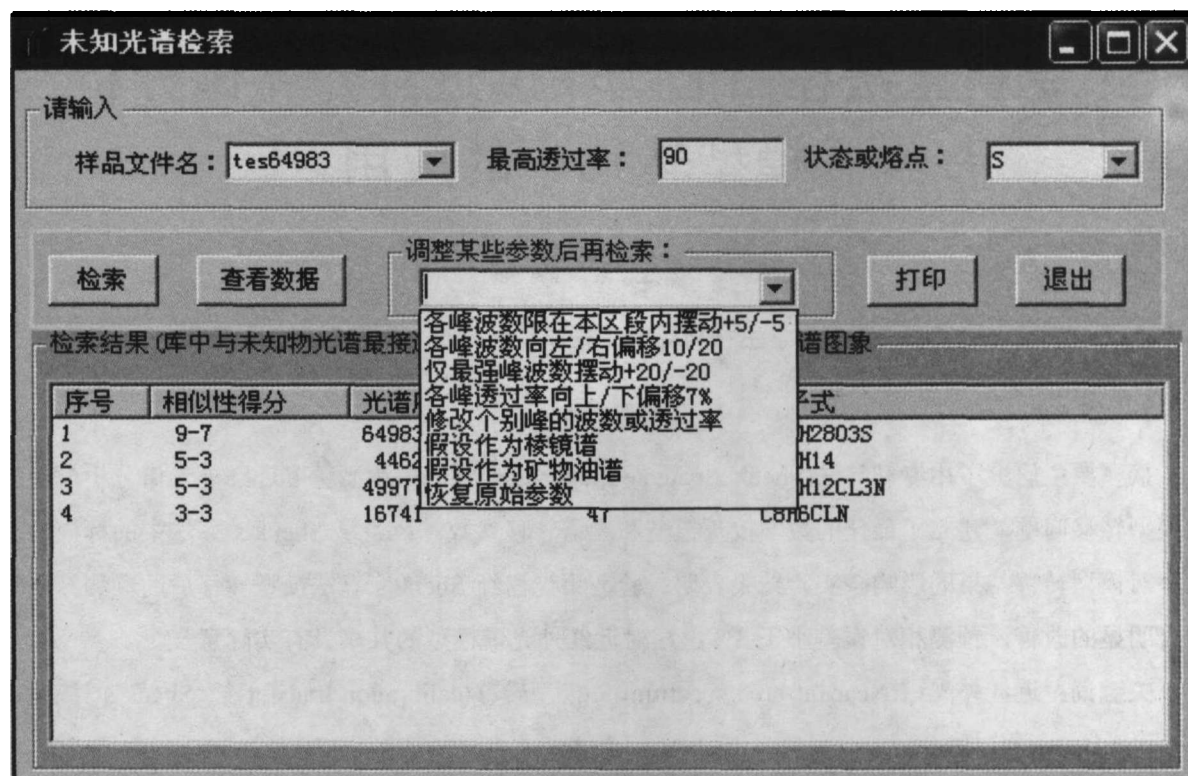 未知光谱检索
请输入
样品文件名： tes64983 最高透过率： 90 状态或熔点： S
检索 查看数据 调整某些参数后再检索： 打印 退出
各峰波数限在本区段内摆动+5/-5
各峰波数向左/右偏移10/20
仅最强峰波数摆动+20/-20
各峰透过率向上/下偏移7%
修改个别峰的波数或透过率
假设作为棱镜谱
假设作为矿物油谱
恢复原始参数
检索结果(库中与未知物光谱最接 谱图象
序号 相似性得分 光谱 子式
1 9-7 64983 H28O3S
2 5-3 4462 H14
3 5-3 49977 H12CL3N
4 3-3 16741 47 C8H6CLN